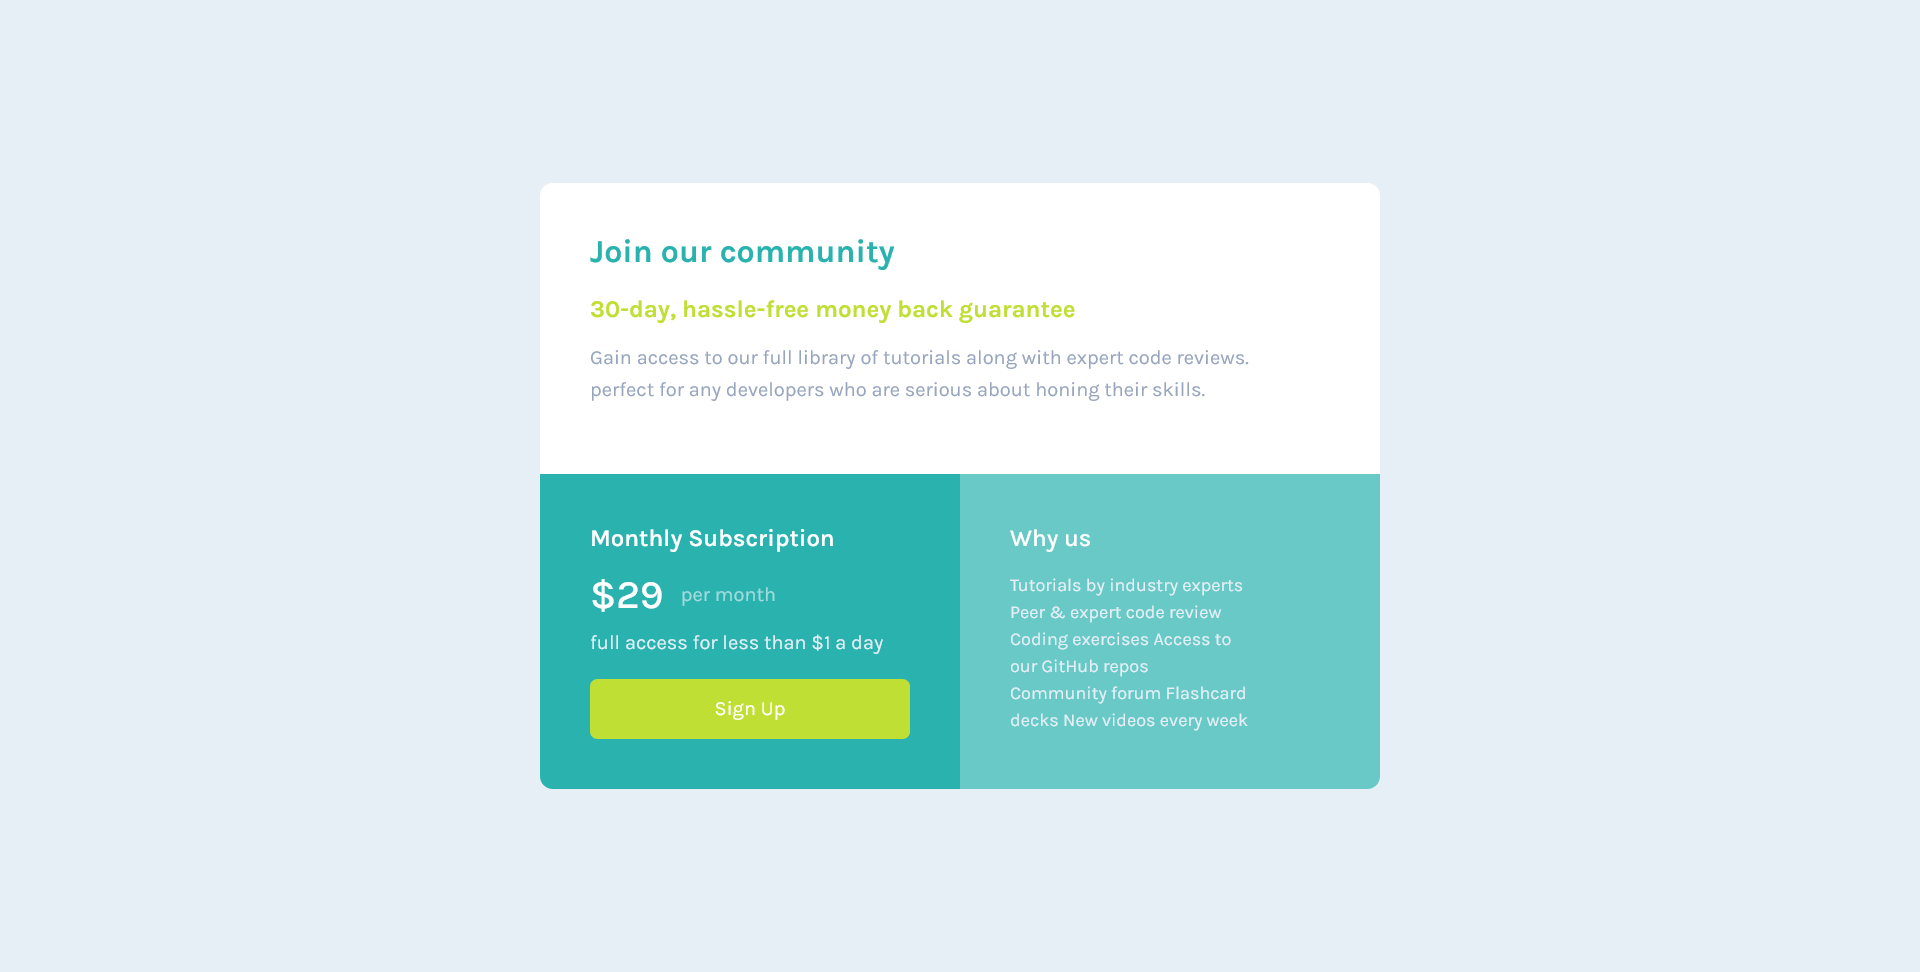 Join our community
30-day, hassle-free money back guarantee
Gain access to our full library of tutorials along with expert code reviews.
perfect for any developers who are serious about honing their skills.
Monthly Subscription
$29 per month
full access for less than $1 a day
Sign Up
Why us
Tutorials by industry experts
Peer & expert code review
Coding exercises Access to
our GitHub repos
Community forum Flashcard
decks New videos every week